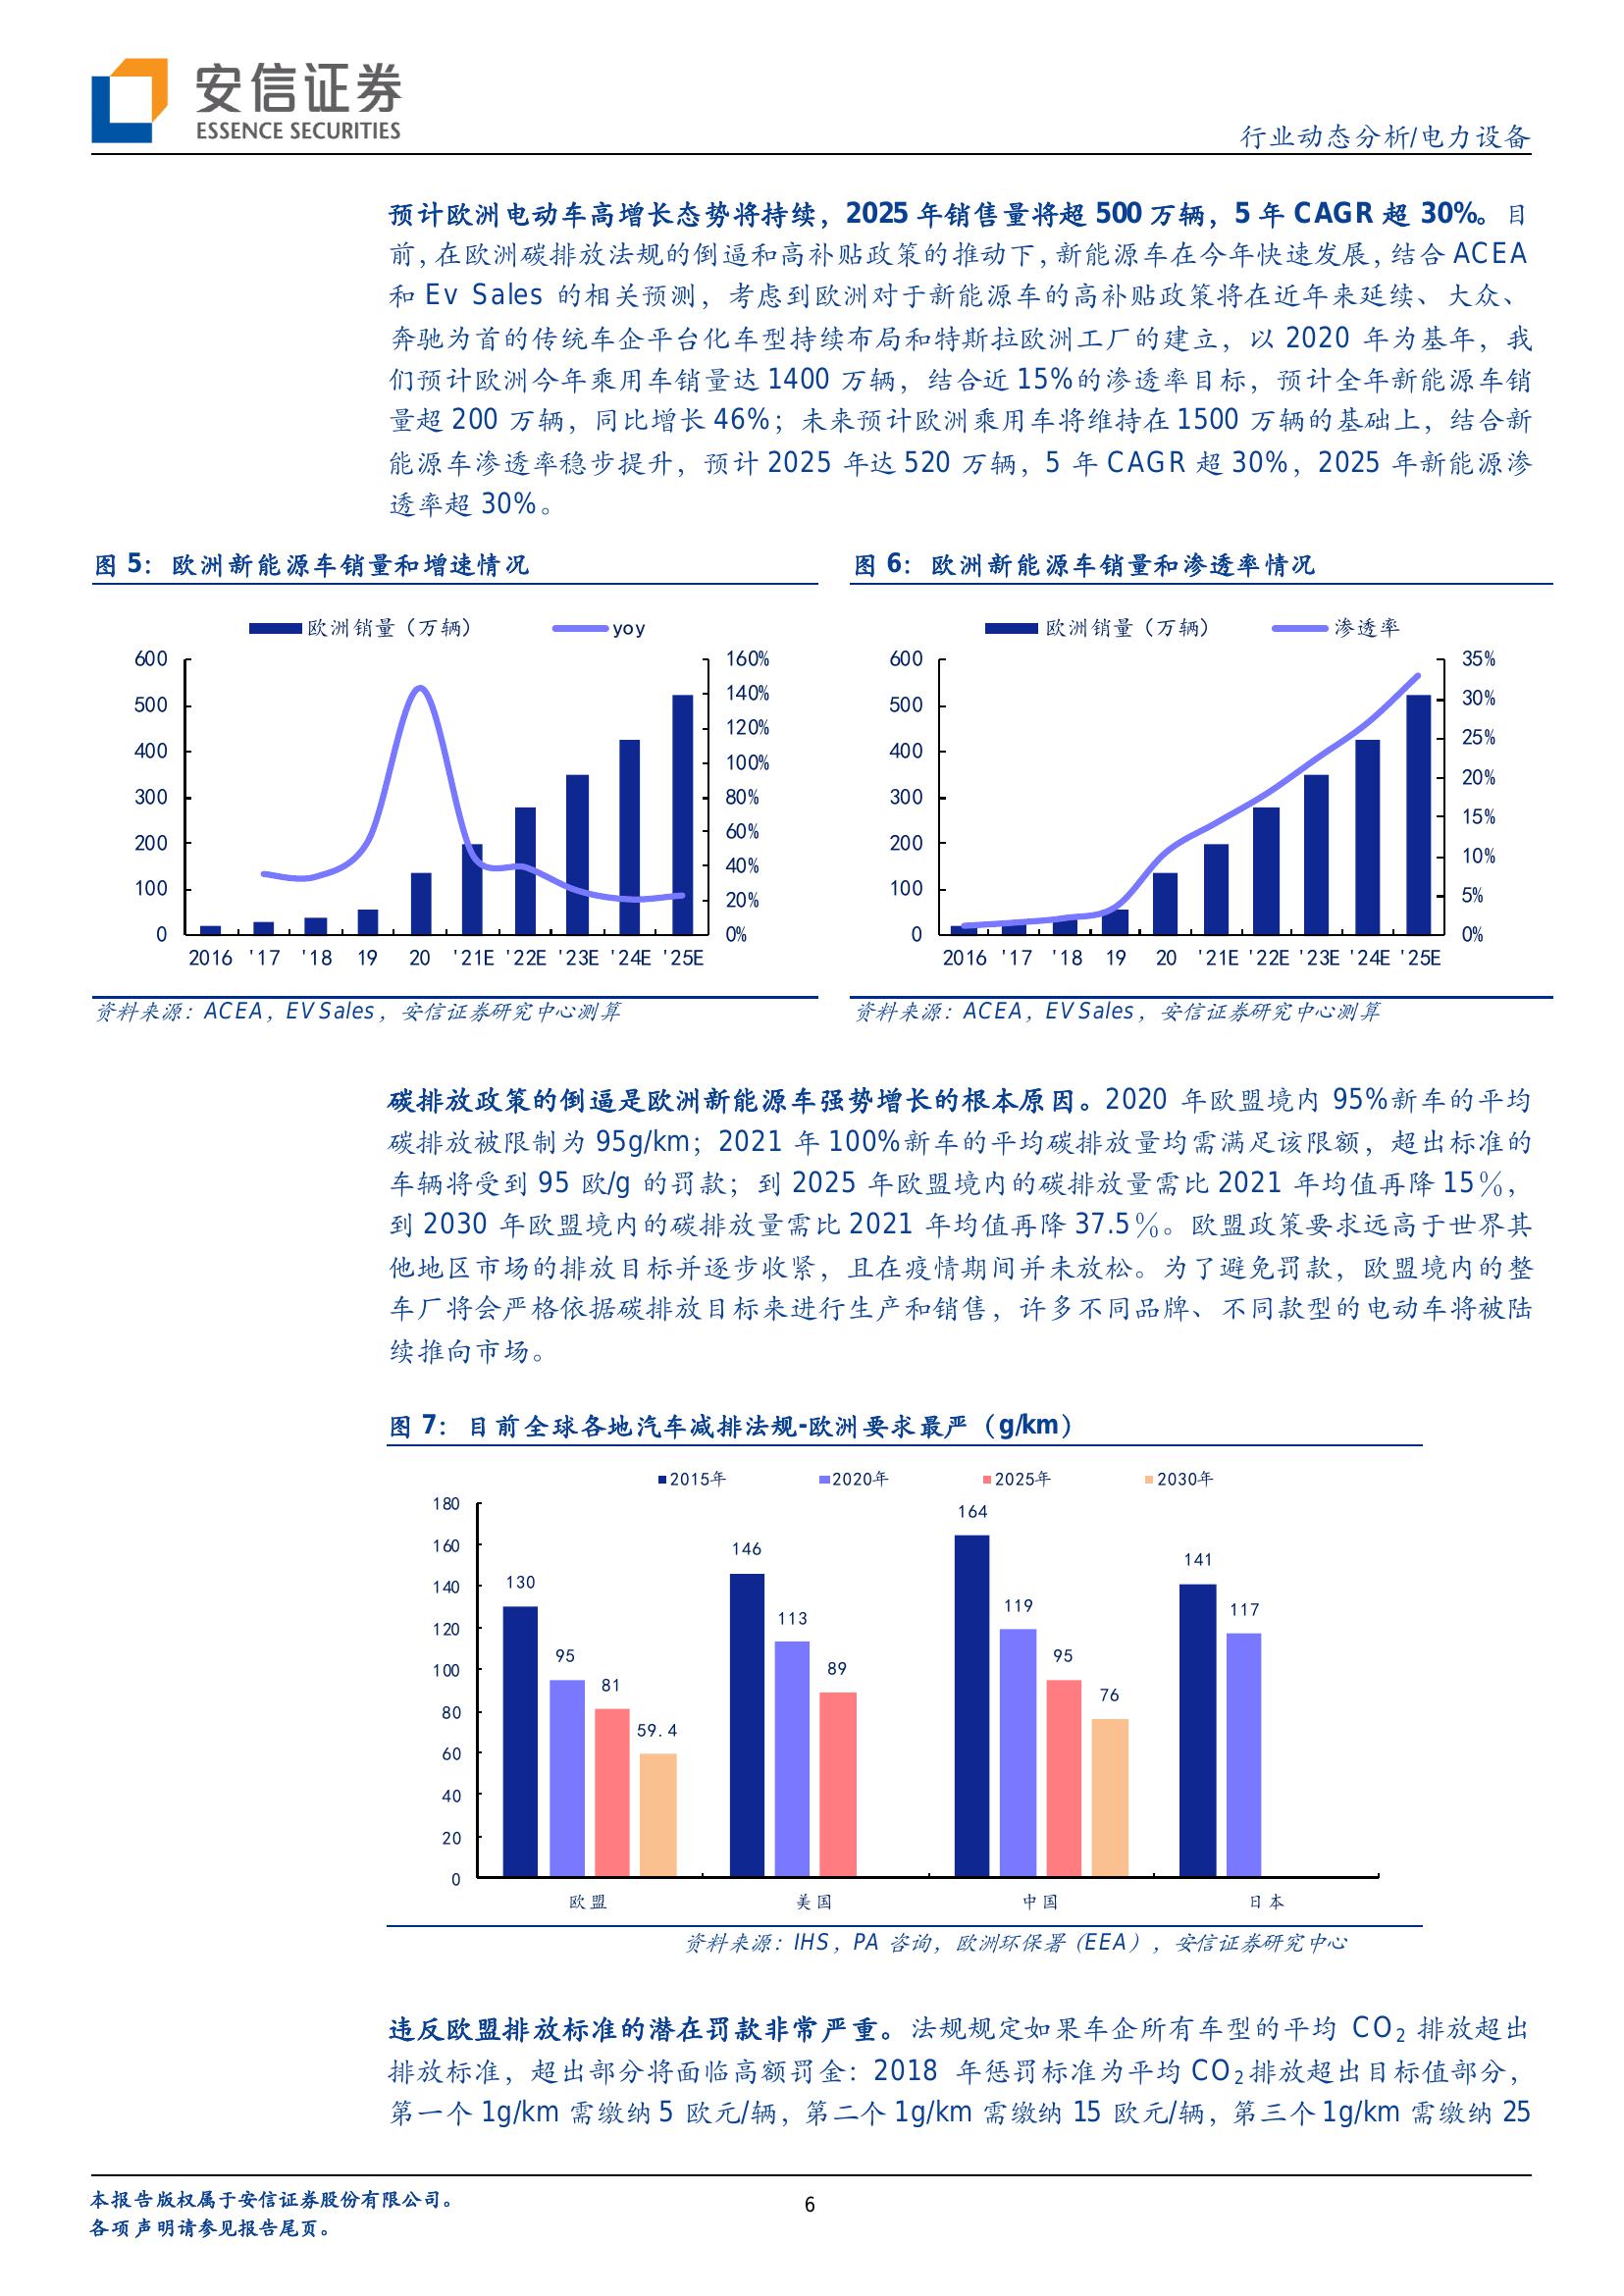 安信证券
ESSENCE SECURITIES
行业动态分析/电力设备
预计欧洲电动车高增长态势将持续，2025 年销售量将超 500 万辆，5 年 CAGR 超 30%。目
前，在欧洲碳排放法规的倒逼和高补贴政策的推动下，新能源车在今年快速发展，结合 ACEA
和 Ev Sales 的相关预测，考虑到欧洲对于新能源车的高补贴政策将在近年来延续、大众、
奔驰为首的传统车企平台化车型持续布局和特斯拉欧洲工厂的建立，以 2020 年为基年，我
们预计欧洲今年乘用车销量达 1400 万辆，结合近 15%的渗透率目标，预计全年新能源车销
量超 200 万辆，同比增长 46%；未来预计欧洲乘用车将维持在 1500 万辆的基础上，结合新
能源车渗透率稳步提升，预计 2025 年达 520 万辆，5 年 CAGR 超 30%，2025 年新能源渗
透率超 30%。
图 5：欧洲新能源车销量和增速情况
欧洲销量（万辆） yoy
600 160%
500 140%
400 120%
300 100%
200 80%
100 60%
0 40%
20%
0%
2016 '17 '18 19 20 '21E '22E '23E '24E '25E
资料来源：ACEA，EV Sales，安信证券研究中心测算
图 6：欧洲新能源车销量和渗透率情况
欧洲销量（万辆） 渗透率
600 35%
500 30%
400 25%
300 20%
200 15%
100 10%
0 5%
0%
2016 '17 '18 19 20 '21E '22E '23E '24E '25E
资料来源：ACEA，EV Sales，安信证券研究中心测算
碳排放政策的倒逼是欧洲新能源车强势增长的根本原因。2020 年欧盟境内 95%新车的平均
碳排放被限制为 95g/km；2021 年 100%新车的平均碳排放量均需满足该限额，超出标准的
车辆将受到 95 欧/g 的罚款；到 2025 年欧盟境内的碳排放量需比 2021 年均值再降 15％，
到 2030 年欧盟境内的碳排放量需比 2021 年均值再降 37.5％。欧盟政策要求远高于世界其
他地区市场的排放目标并逐步收紧，且在疫情期间并未放松。为了避免罚款，欧盟境内的整
车厂将会严格依据碳排放目标来进行生产和销售，许多不同品牌、不同款型的电动车将被陆
续推向市场。
图 7：目前全球各地汽车减排法规-欧洲要求最严（g/km）
2015年 2020年 2025年 2030年
180
160
140
120
100
80
60
40
20
0
130 95 81 59.4
146 113 89
164 119 95 76
141 117
欧盟 美国 中国 日本
资料来源：IHS，PA 咨询，欧洲环保署（EEA），安信证券研究中心
违反欧盟排放标准的潜在罚款非常严重。法规规定如果车企所有车型的平均 CO₂ 排放超出
排放标准，超出部分将面临高额罚金：2018 年惩罚标准为平均 CO₂排放超出目标值部分，
第一个 1g/km 需缴纳 5 欧元/辆，第二个 1g/km 需缴纳 15 欧元/辆，第三个 1g/km 需缴纳 25
本报告版权属于安信证券股份有限公司。
各项声明请参见报告尾页。
6